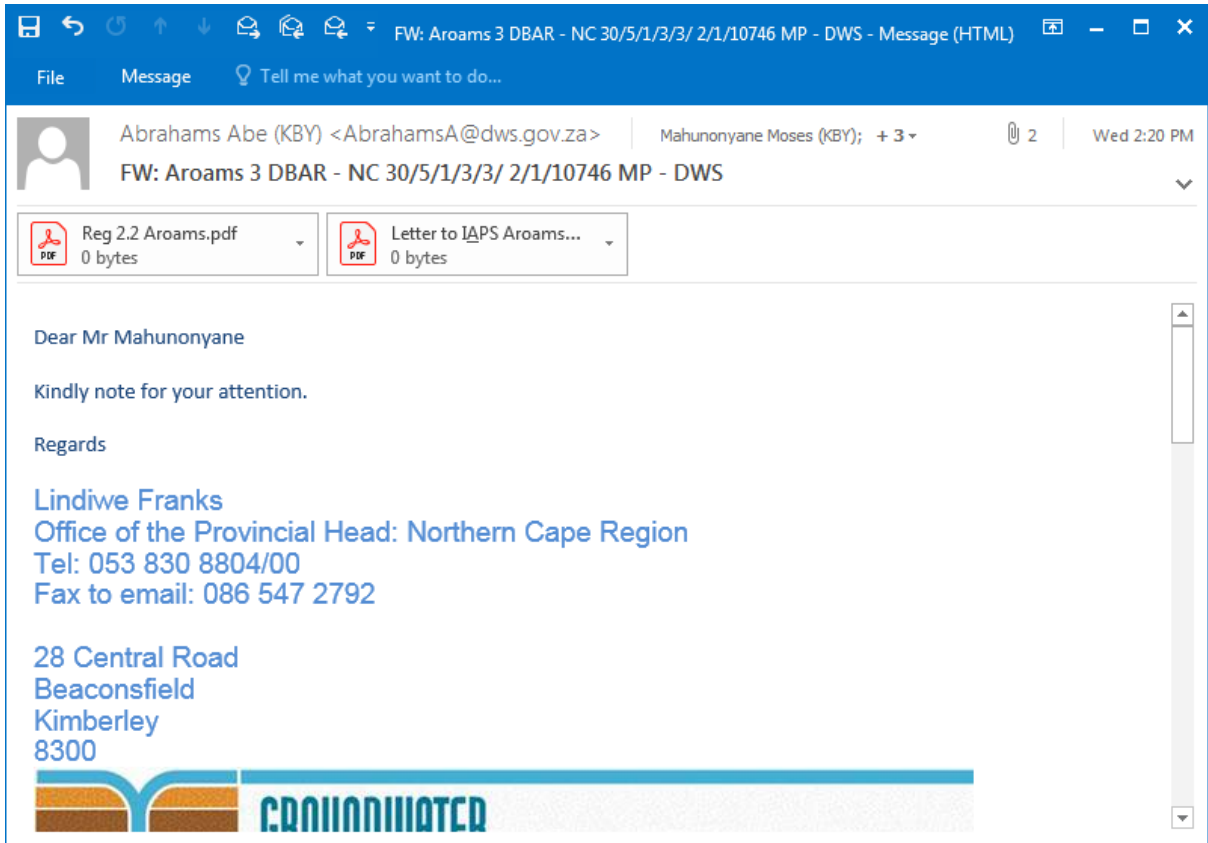 FW: Aroams 3 DBAR - NC 30/5/1/3/3/ 2/1/10746 MP - DWS - Message (HTML)
File Message Tell me what you want to do...
Abrahams Abe (KBY) <AbrahamsA@dws.gov.za> Mahunonyane Moses (KBY); + 3 2 Wed 2:20 PM
FW: Aroams 3 DBAR - NC 30/5/1/3/3/ 2/1/10746 MP - DWS
PDF Reg 2.2 Aroams.pdf
0 bytes
PDF Letter to IAPS Aroams...
0 bytes
Dear Mr Mahunonyane
Kindly note for your attention.
Regards
Lindiwe Franks
Office of the Provincial Head: Northern Cape Region
Tel: 053 830 8804/00
Fax to email: 086 547 2792
28 Central Road
Beaconsfield
Kimberley
8300
GROUNDWATER